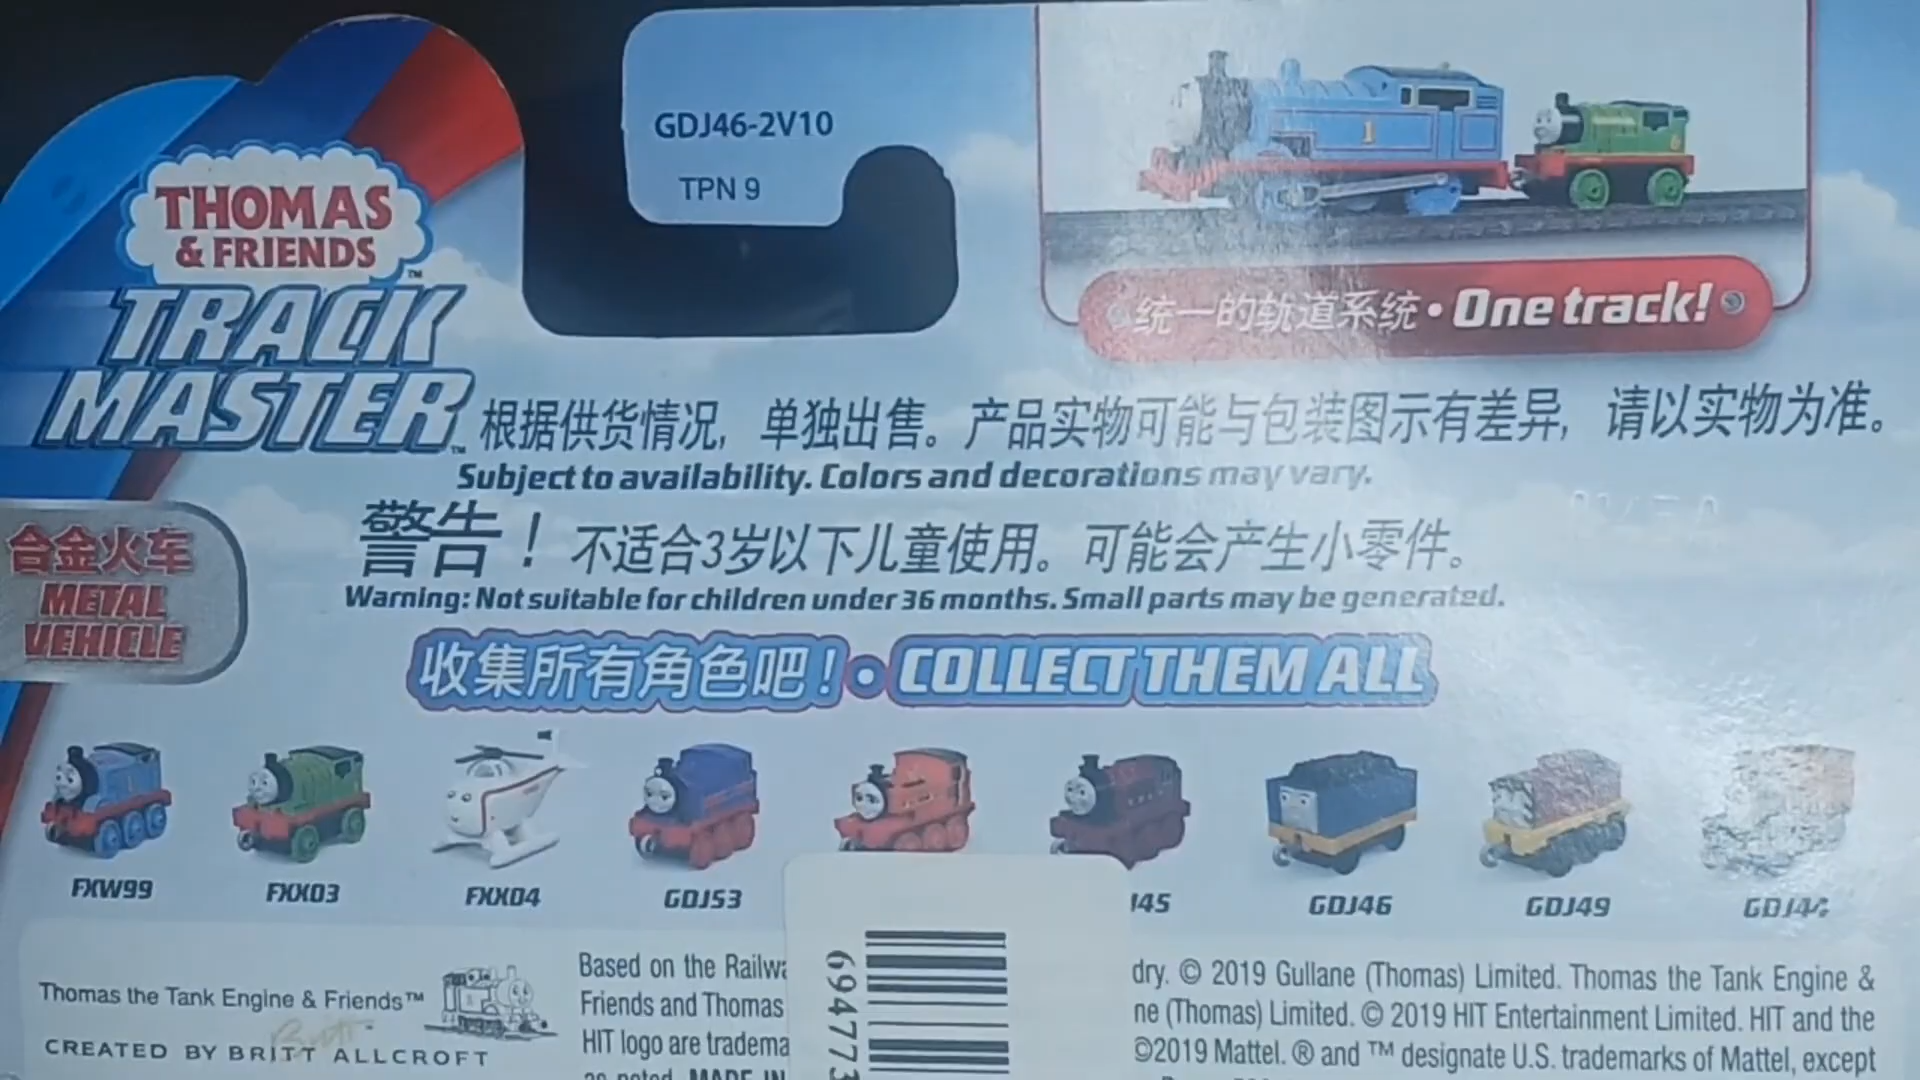 GDJ46-2V10
TPN 9
THOMAS
& FRIENDS™
TRACK
MASTER™
统一的轨道系统 • One track!
根据供货情况，单独出售。产品实物可能与包装图示有差异，请以实物为准。
Subject to availability. Colors and decorations may vary.
警告！不适合3岁以下儿童使用。可能会产生小零件。
Warning: Not suitable for children under 36 months. Small parts may be generated.
合金火车
METAL
VEHICLE
收集所有角色吧！• COLLECT THEM ALL
FXW99
FXX03
FXX04
GDJ53
J45
GDJ46
GDJ49
GDJ44
Thomas the Tank Engine & Friends™
CREATED BY BRITT ALLCROFT
Based on the Railwa
Friends and Thomas
HIT logo are tradema
as noted. MADE IN
694773
dry. © 2019 Gullane (Thomas) Limited. Thomas the Tank Engine &
ne (Thomas) Limited. © 2019 HIT Entertainment Limited. HIT and the
©2019 Mattel. ® and ™ designate U.S. trademarks of Mattel, except